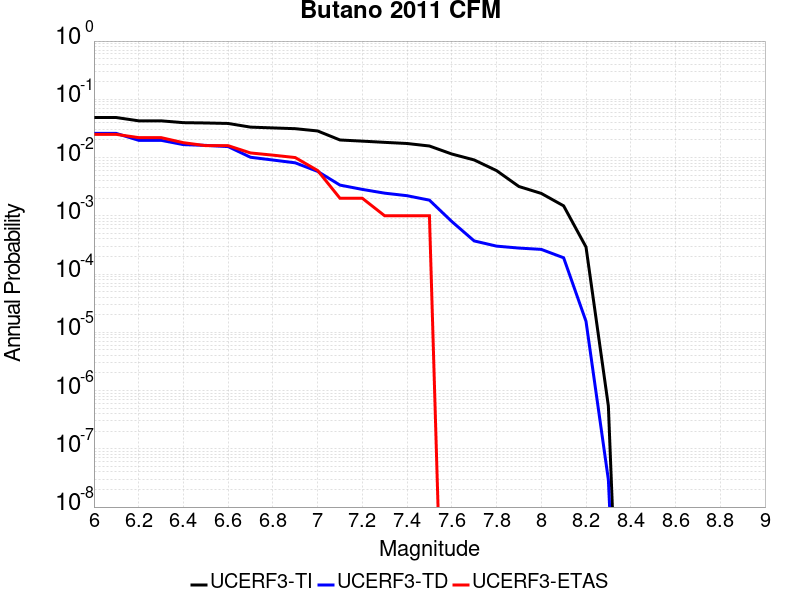 Butano 2011 CFM
10^0
10^-1
10^-2
10^-3
10^-4
10^-5
10^-6
10^-7
10^-8
Annual Probability
6 6.2 6.4 6.6 6.8 7 7.2 7.4 7.6 7.8 8 8.2 8.4 8.6 8.8 9
Magnitude
UCERF3-TI UCERF3-TD UCERF3-ETAS